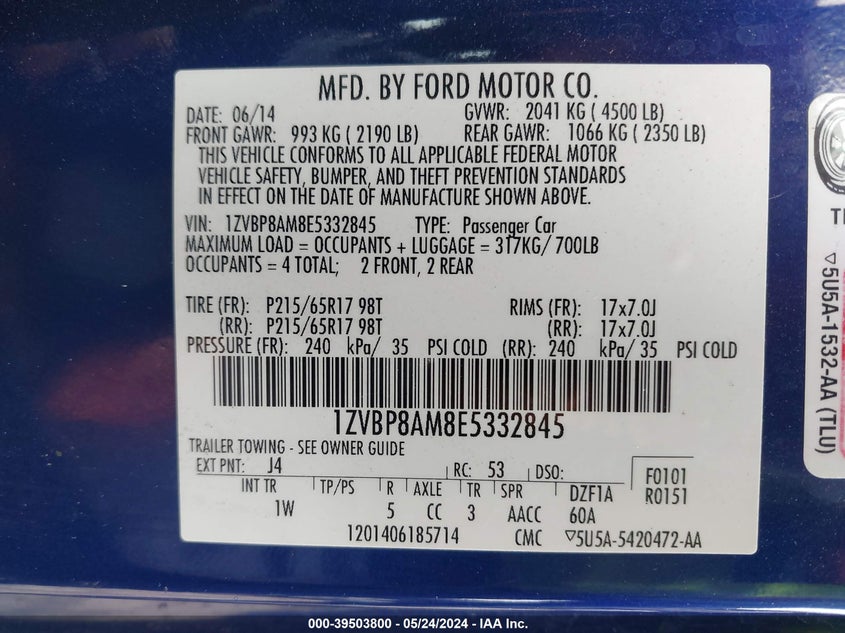 MFD. BY FORD MOTOR CO.
DATE: 06/14 GVWR: 2041 KG ( 4500 LB)
FRONT GAWR: 993 KG ( 2190 LB) REAR GAWR: 1066 KG ( 2350 LB)
THIS VEHICLE CONFORMS TO ALL APPLICABLE FEDERAL MOTOR
VEHICLE SAFETY, BUMPER, AND THEFT PREVENTION STANDARDS
IN EFFECT ON THE DATE OF MANUFACTURE SHOWN ABOVE.
VIN: 1ZVBP8AM8E5332845 TYPE: Passenger Car
MAXIMUM LOAD = OCCUPANTS + LUGGAGE = 317KG/ 700LB
OCCUPANTS = 4 TOTAL; 2 FRONT, 2 REAR
TIRE (FR): P215/65R17 98T RIMS (FR): 17x7.0J
(RR): P215/65R17 98T (RR): 17x7.0J
PRESSURE (FR): 240 kPa/ 35 PSI COLD (RR): 240 kPa/ 35 PSI COLD
1ZVBP8AM8E5332845
TRAILER TOWING - SEE OWNER GUIDE
EXT PNT: J4 RC: 53 DSO: F0101
INT TR TP/PS R AXLE TR SPR DZF1A R0151
1W 5 CC 3 AACC 60A
1201406185714 CMC ▽5U5A-5420472-AA
▽5U5A-1532-AA (TLU)
000-39503800 - 05/24/2024 - IAA Inc.